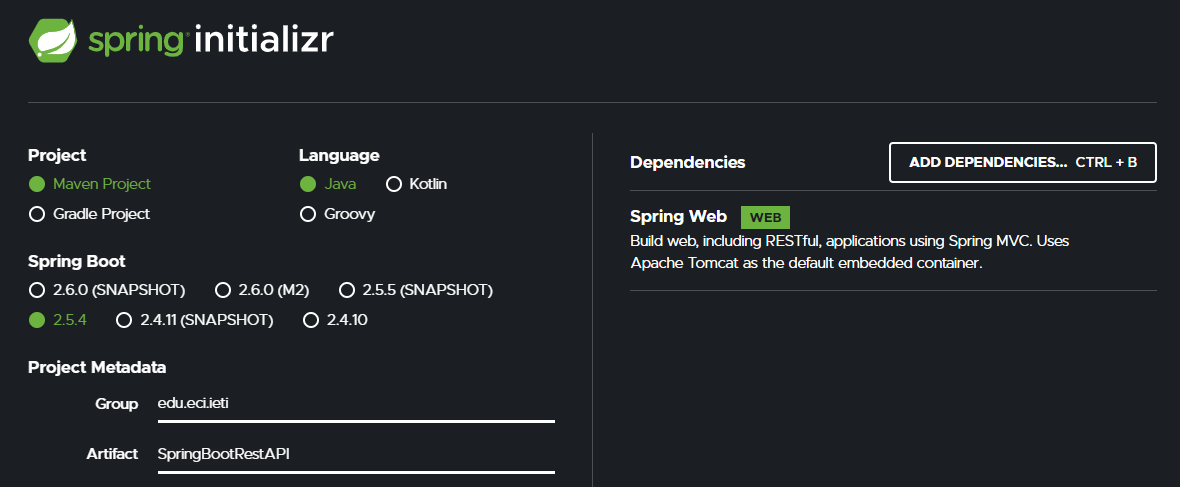 spring initializr
Project
Maven Project
Gradle Project
Language
Java Kotlin
Groovy
Spring Boot
2.6.0 (SNAPSHOT) 2.6.0 (M2) 2.5.5 (SNAPSHOT)
2.5.4 2.4.11 (SNAPSHOT) 2.4.10
Project Metadata
Group edu.eci.ieti
Artifact SpringBootRestAPI
Dependencies ADD DEPENDENCIES... CTRL + B
Spring Web WEB
Build web, including RESTful, applications using Spring MVC. Uses
Apache Tomcat as the default embedded container.